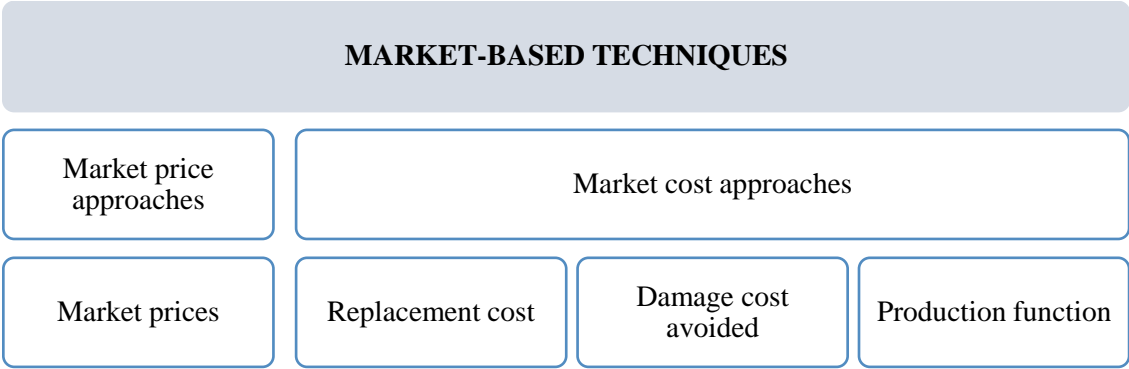 MARKET-BASED TECHNIQUES
Market price
approaches
Market cost approaches
Market prices
Replacement cost
Damage cost
avoided
Production function